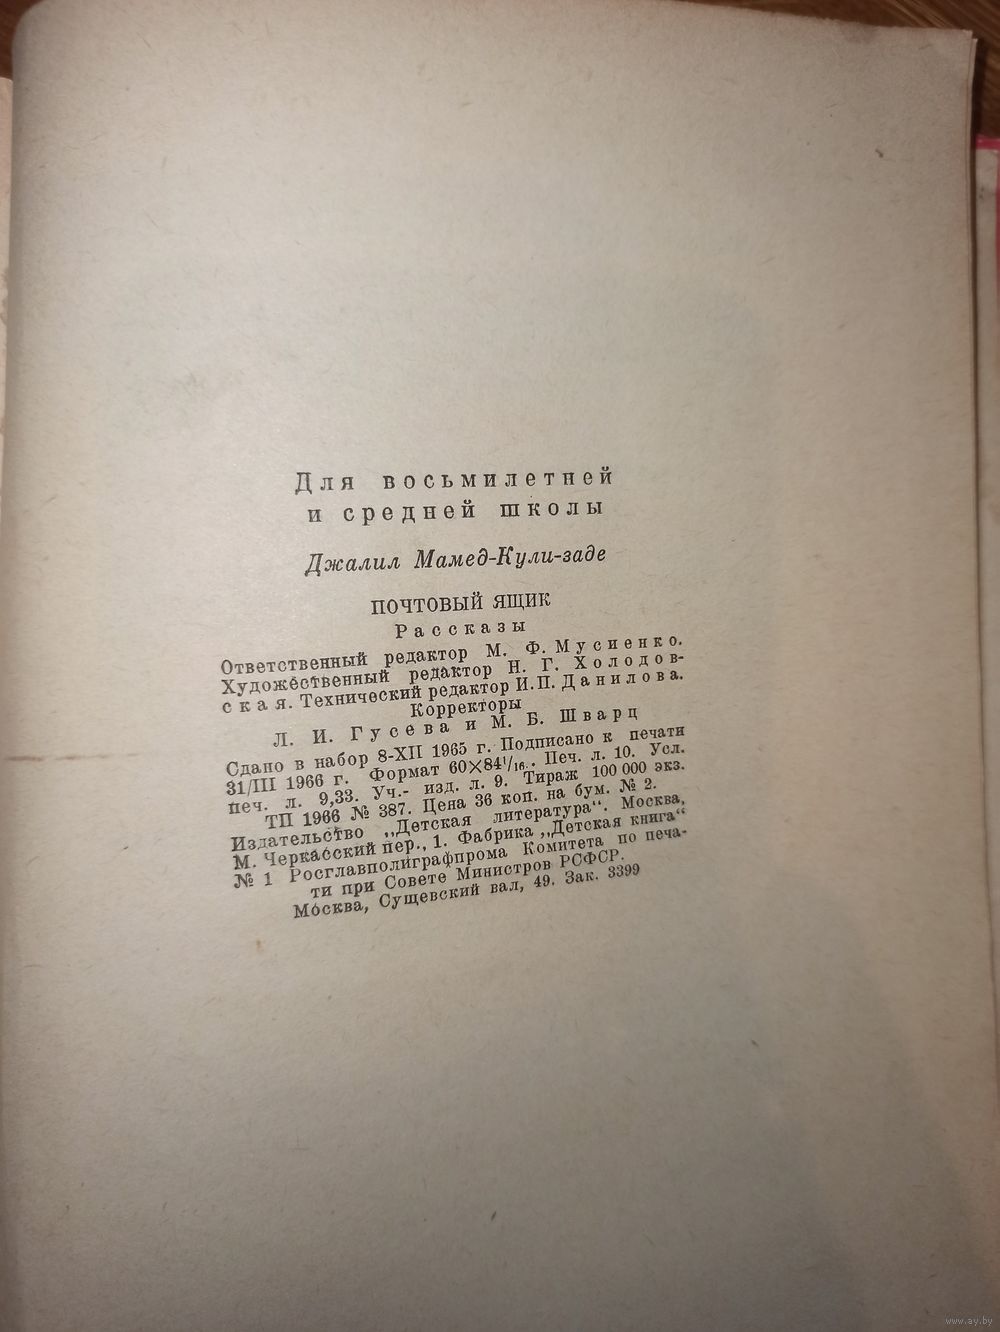 Для восьмилетней
и средней школы
Джалил Мамед-Кули-заде
ПОЧТОВЫЙ ЯЩИК
Рассказы
Ответственный редактор М. Ф. Мусиенко.
Художественный редактор Н. Г. Холодов-
ская. Технический редактор И. П. Данилова.
Корректоры
Л. И. Гусева и М. Б. Шварц
Сдано в набор 8-XII 1965 г. Подписано к печати
31/III 1966 г. Формат 60×84¹/₁₆. Печ. л. 10. Усл.
печ. л. 9,33. Уч.- изд. л. 9. Тираж 100 000 экз.
ТП 1966 № 387. Цена 36 коп. на бум. № 2.
Издательство „Детская литература“. Москва,
М. Черкасский пер., 1. Фабрика „Детская книга“
№ 1 Росглавполиграфпрома Комитета по печа-
ти при Совете Министров РСФСР.
Москва, Сущевский вал, 49. Зак. 3399
www.ay.by